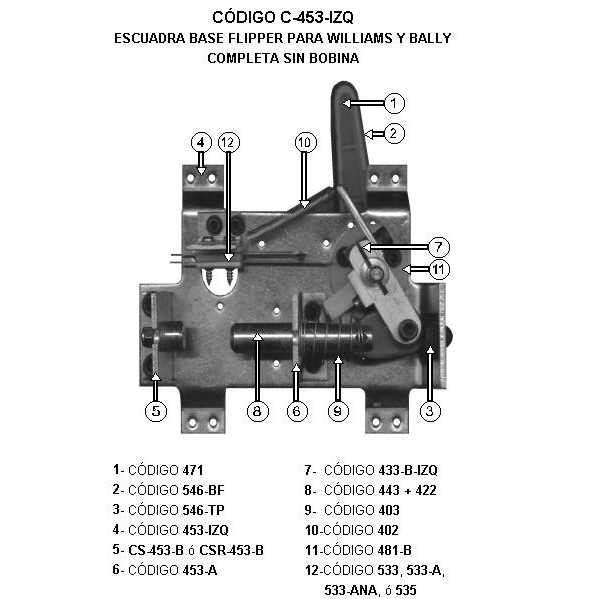 CÓDIGO C-453-IZQ
ESCUADRA BASE FLIPPER PARA WILLIAMS Y BALLY
COMPLETA SIN BOBINA
1
2
4
12
10
7
11
5
8
6
9
3
1- CÓDIGO 471
2- CÓDIGO 546-BF
3- CÓDIGO 546-TP
4- CÓDIGO 453-IZQ
5- CS-453-B ó CSR-453-B
6- CÓDIGO 453-A
7- CÓDIGO 433-B-IZQ
8- CÓDIGO 443 + 422
9- CÓDIGO 403
10-CÓDIGO 402
11-CÓDIGO 481-B
12-CÓDIGO 533, 533-A,
533-ANA, ó 535